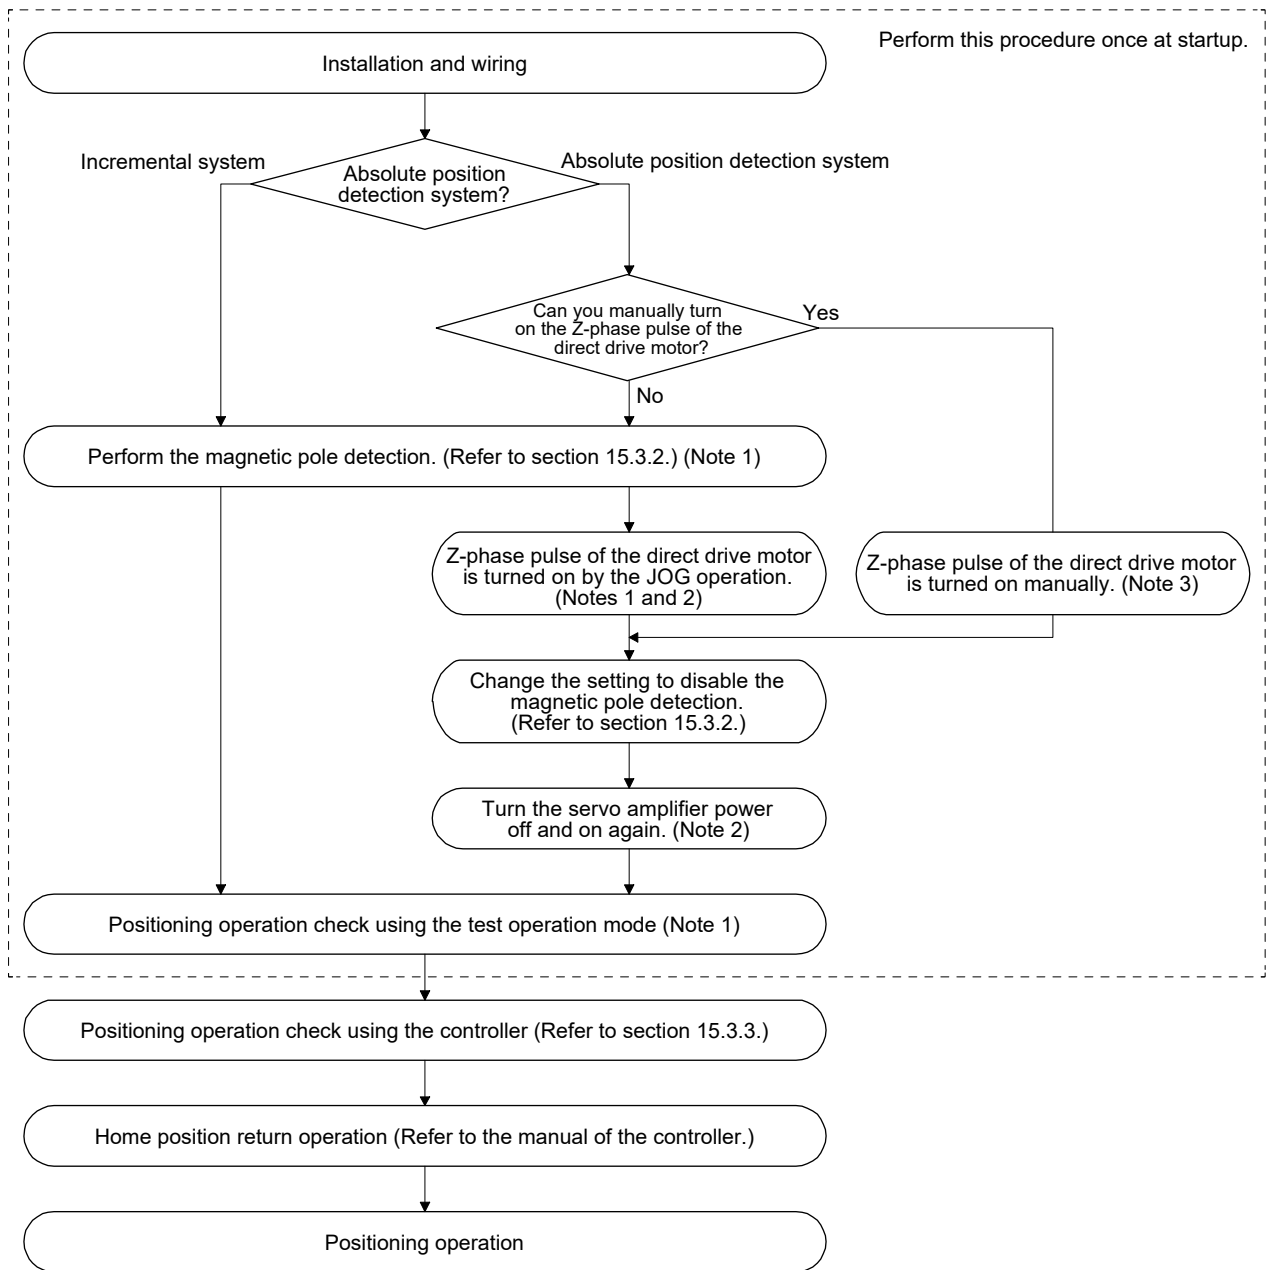 Perform this procedure once at startup.
Installation and wiring
Incremental system
Absolute position detection system
Absolute position
detection system?
Can you manually turn
on the Z-phase pulse of the
direct drive motor?
Yes
No
Perform the magnetic pole detection. (Refer to section 15.3.2.) (Note 1)
Z-phase pulse of the direct drive motor
is turned on by the JOG operation.
(Notes 1 and 2)
Z-phase pulse of the direct drive motor
is turned on manually. (Note 3)
Change the setting to disable the
magnetic pole detection.
(Refer to section 15.3.2.)
Turn the servo amplifier power
off and on again. (Note 2)
Positioning operation check using the test operation mode (Note 1)
Positioning operation check using the controller (Refer to section 15.3.3.)
Home position return operation (Refer to the manual of the controller.)
Positioning operation